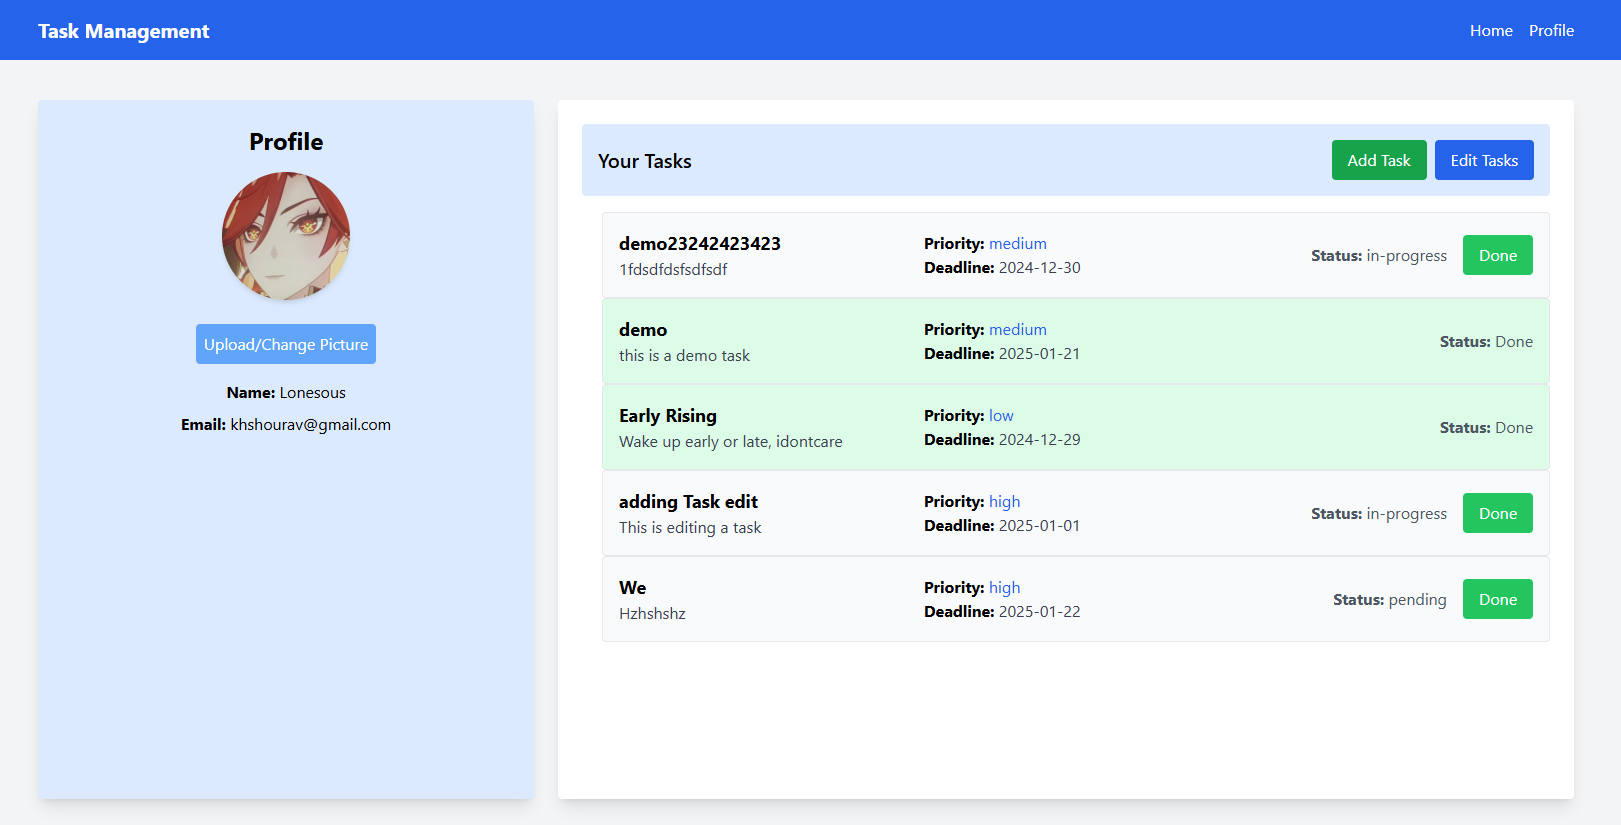 Task Management
Home Profile
Profile
Upload/Change Picture
Name: Lonesous
Email: khshourav@gmail.com
Your Tasks
Add Task
Edit Tasks
demo23242423423
1fdsdfdsfsdfsdf
Priority: medium
Deadline: 2024-12-30
Status: in-progress
Done
demo
this is a demo task
Priority: medium
Deadline: 2025-01-21
Status: Done
Early Rising
Wake up early or late, idontcare
Priority: low
Deadline: 2024-12-29
Status: Done
adding Task edit
This is editing a task
Priority: high
Deadline: 2025-01-01
Status: in-progress
Done
We
Hzhshshz
Priority: high
Deadline: 2025-01-22
Status: pending
Done